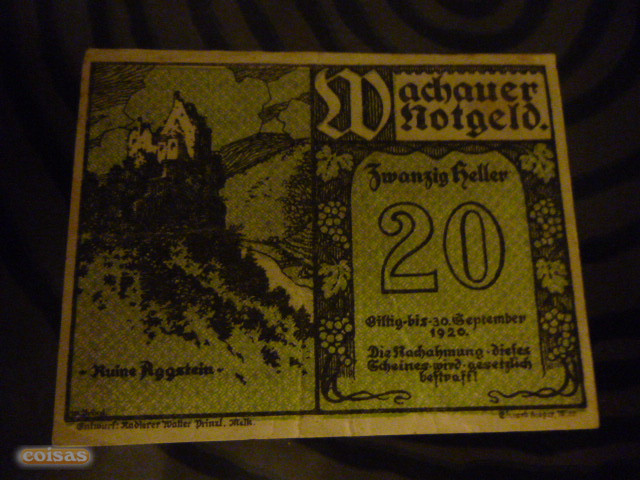 Wachauer
Notgeld.
Zwanzig Heller
20
Giltig-bis-30.September
1920.
Die Nachahmung-dieses
Scheines-wird-gesetzlich
bestraft!
-Ruine Aggstein-
Entwurf: Radierer Walter Prinzl, Melk.
coisas